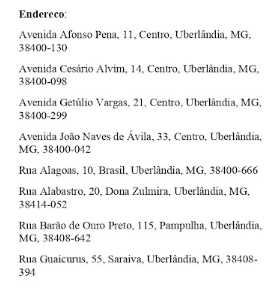 Endereco:
Avenida Afonso Pena, 11, Centro, Uberlândia, MG,
38400-130
Avenida Cesário Alvim, 14, Centro, Uberlândia, MG,
38400-098
Avenida Getúlio Vargas, 21, Centro, Uberlândia, MG,
38400-299
Avenida João Naves de Ávila, 33, Centro, Uberlândia,
MG, 38400-042
Rua Alagoas, 10, Brasil, Uberlândia, MG, 38400-666
Rua Alabastro, 20, Dona Zulmira, Uberlândia, MG,
38414-052
Rua Barão de Ouro Preto, 115, Pampulha, Uberlândia,
MG, 38408-642
Rua Guaicurus, 55, Saraiva, Uberlândia, MG, 38408-
394